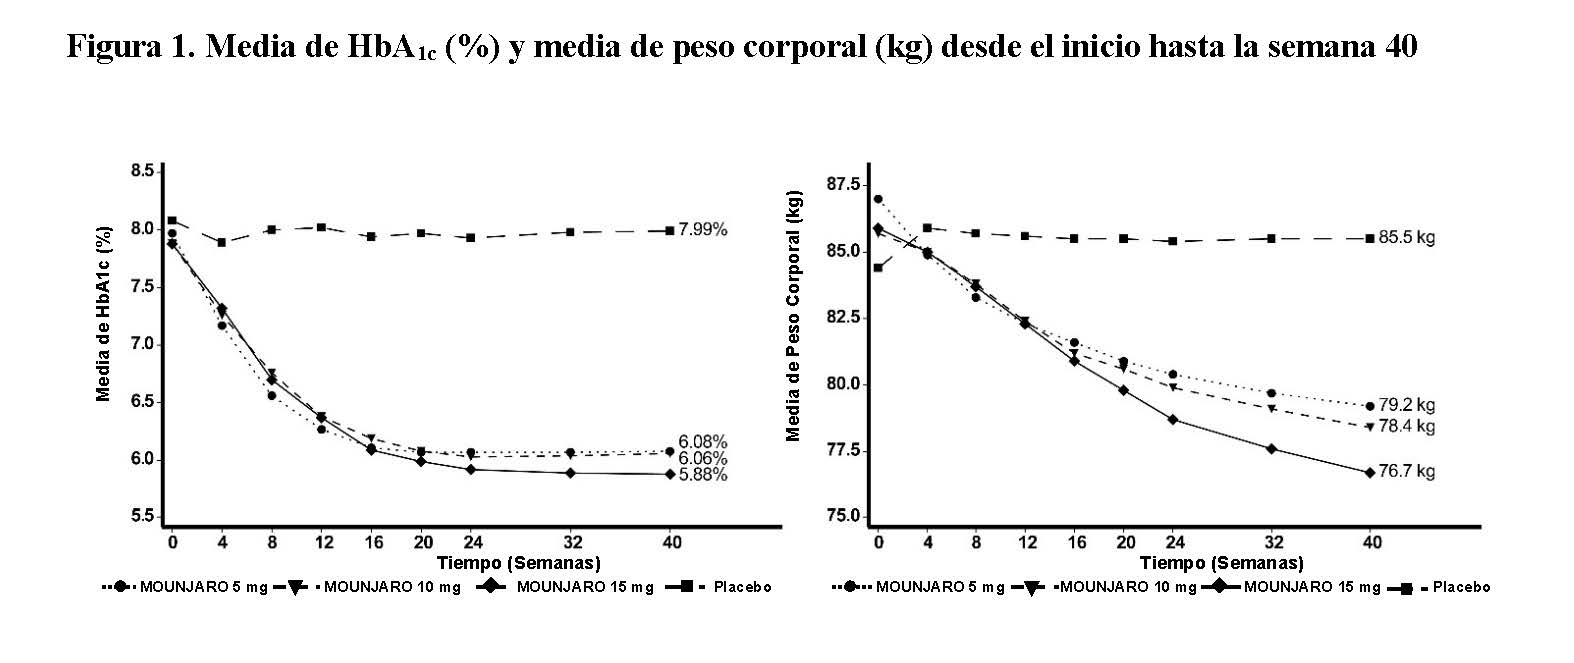 Figura 1. Media de HbA1c (%) y media de peso corporal (kg) desde el inicio hasta la semana 40
Media de HbA1c (%)
8.5
8.0
7.5
7.0
6.5
6.0
5.5
7.99%
6.08%
6.06%
5.88%
0 4 8 12 16 20 24 32 40
Tiempo (Semanas)
MOUNJARO 5 mg MOUNJARO 10 mg MOUNJARO 15 mg Placebo
Media de Peso Corporal (kg)
87.5
85.0
82.5
80.0
77.5
75.0
85.5 kg
79.2 kg
78.4 kg
76.7 kg
0 4 8 12 16 20 24 32 40
Tiempo (Semanas)
MOUNJARO 5 mg MOUNJARO 10 mg MOUNJARO 15 mg Placebo